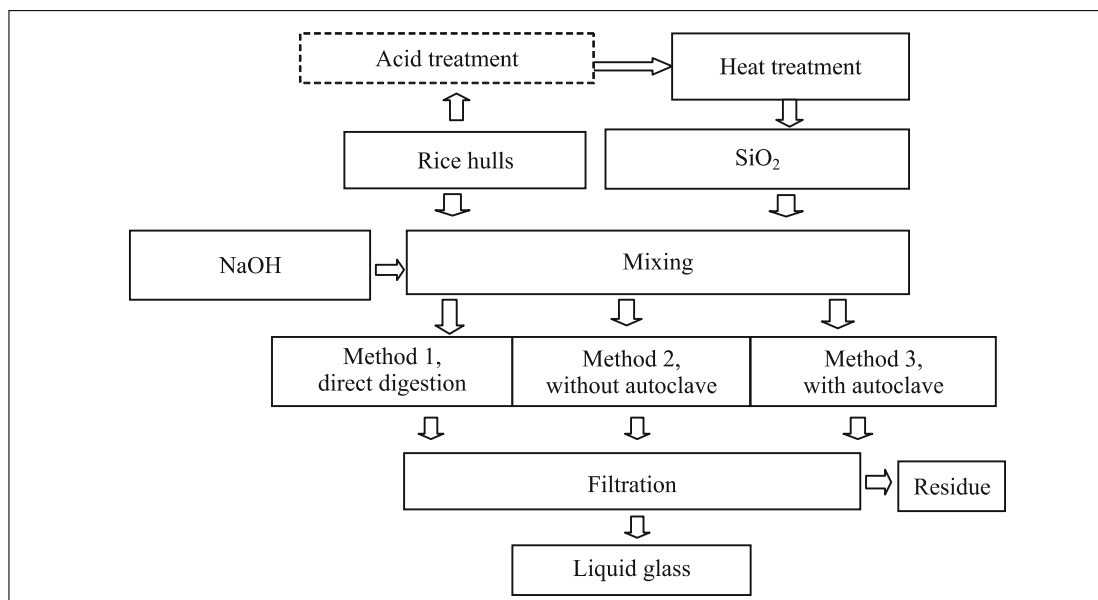 Acid treatment
Heat treatment
Rice hulls
SiO₂
NaOH
Mixing
Method 1,
direct digestion
Method 2,
without autoclave
Method 3,
with autoclave
Filtration
Residue
Liquid glass